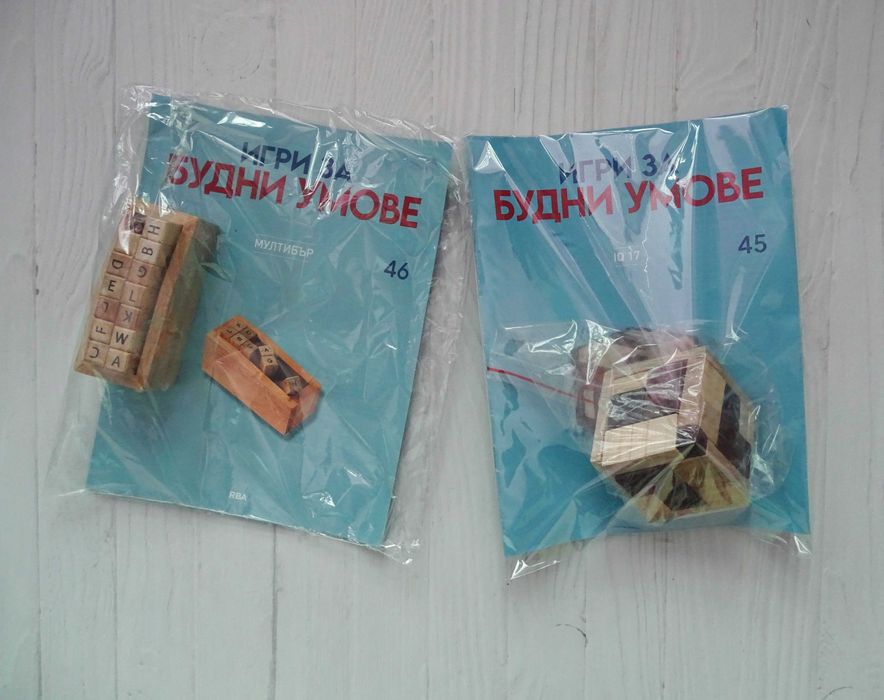 ИГРИ ЗА
БУДНИ УМОВЕ
МУЛТИБЪР
46
H
B
D G
E L
K
F W
C A
RBA
ИГРИ ЗА
БУДНИ УМОВЕ
IQ 17
45